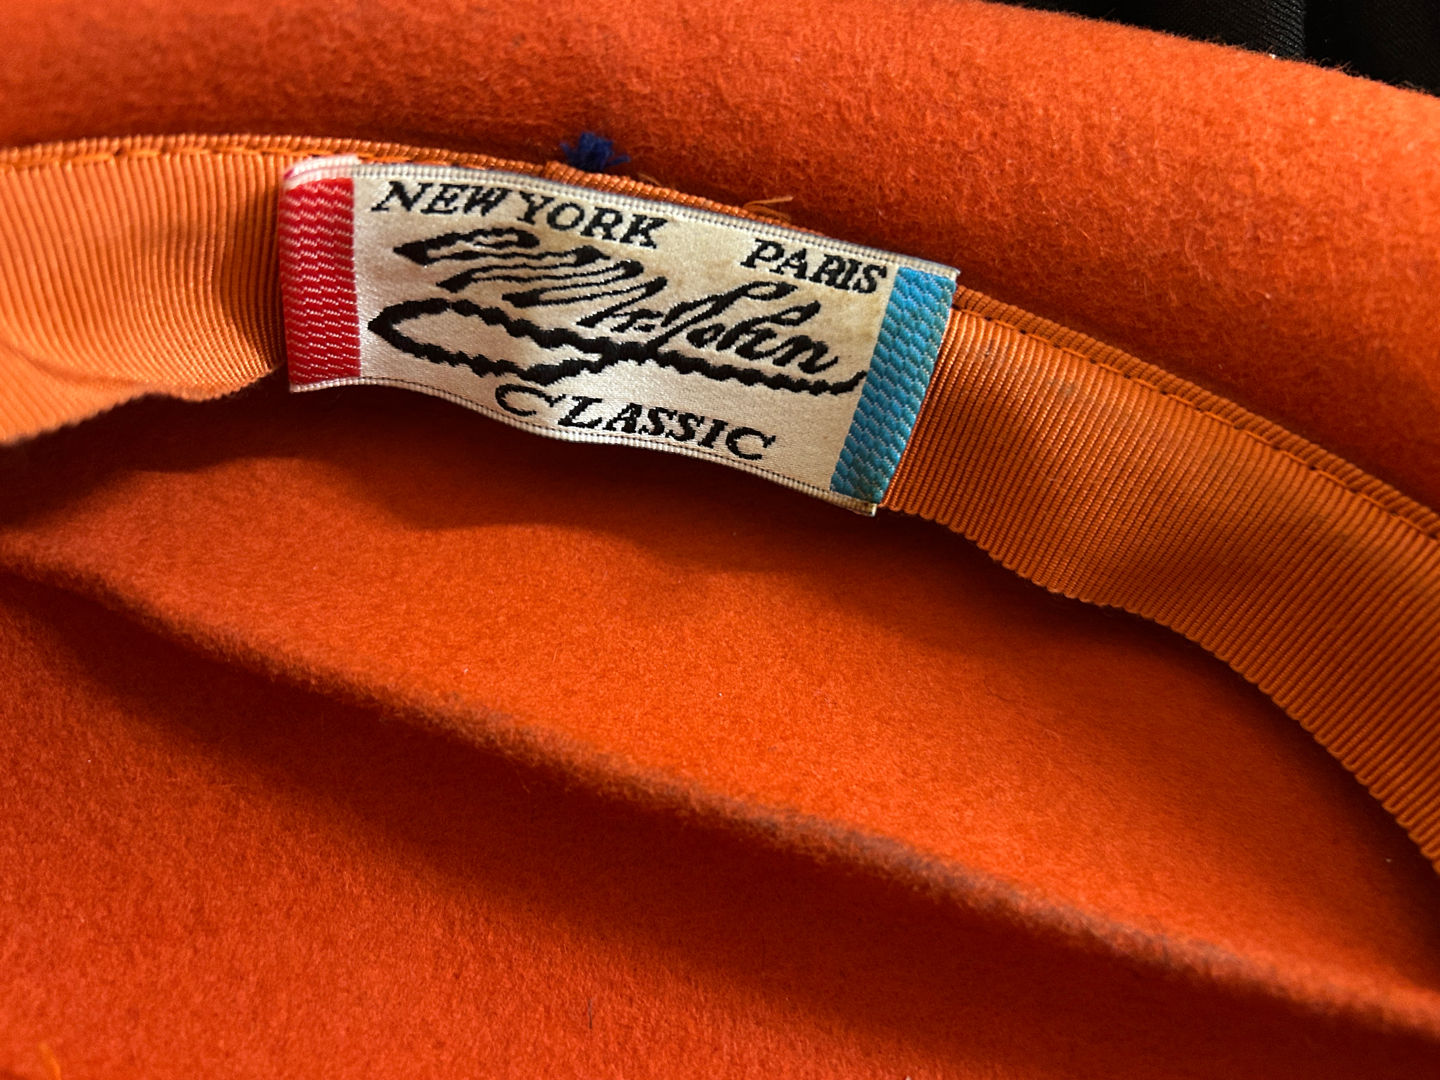 NEW YORK PARIS
Mr. John
CLASSIC